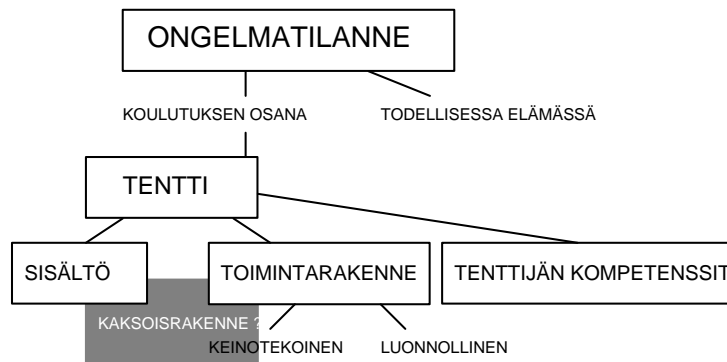 ONGELMATILANNE
KOULUTUKSEN OSANA
TODELLISESSA ELÄMÄSSÄ
TENTTI
SISÄLTÖ
TOIMINTARAKENNE
TENTTIJÄN KOMPETENSSIT
KAKSOISRAKENNE ?
KEINOTEKOINEN
LUONNOLLINEN